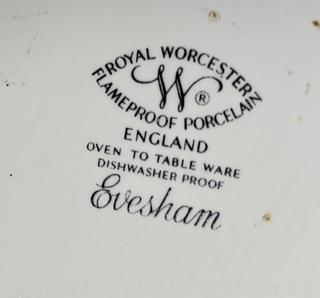 ROYAL WORCESTER
W®
FLAMEPROOF PORCELAIN
ENGLAND
OVEN TO TABLE WARE
DISHWASHER PROOF
Evesham